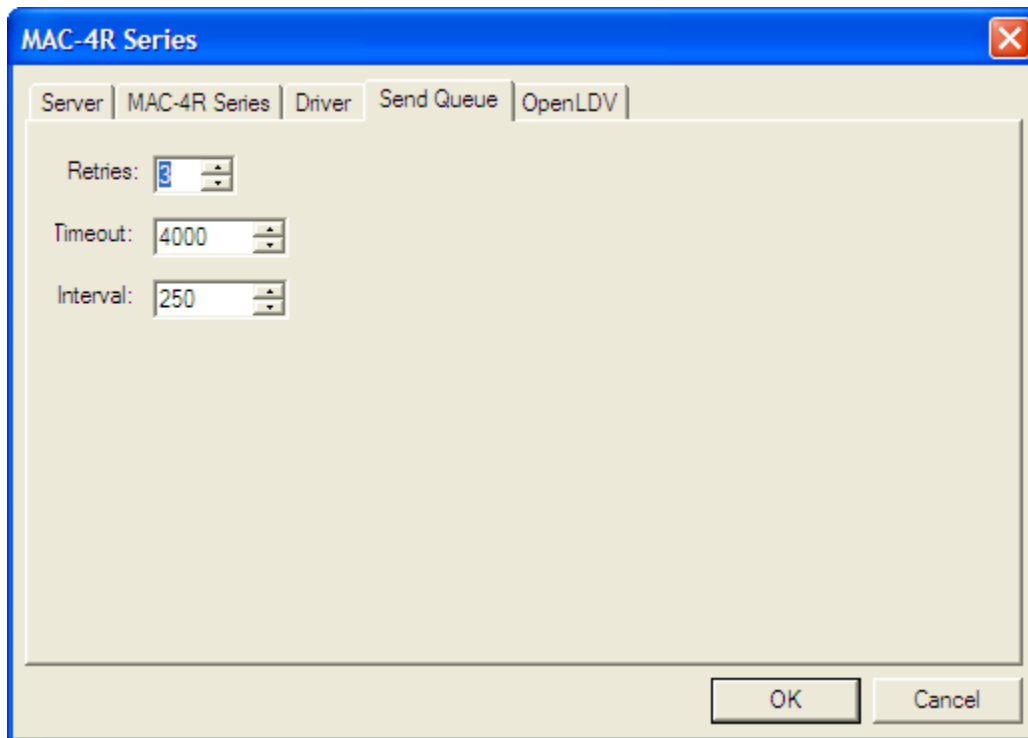 MAC-4R Series
Server MAC-4R Series Driver Send Queue OpenLDV
Retries: 3
Timeout: 4000
Interval: 250
OK Cancel